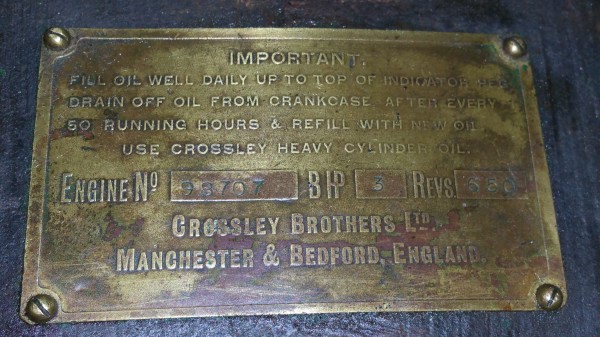 IMPORTANT.
FILL OIL WELL DAILY UP TO TOP OF INDICATOR
DRAIN OFF OIL FROM CRANKCASE AFTER EVERY
50 RUNNING HOURS & REFILL WITH NEW OIL
USE CROSSLEY HEAVY CYLINDER OIL.
ENGINE NO 98707 BHP 3 REVS
CROSSLEY BROTHERS LTD
MANCHESTER & BEDFORD, ENGLAND.